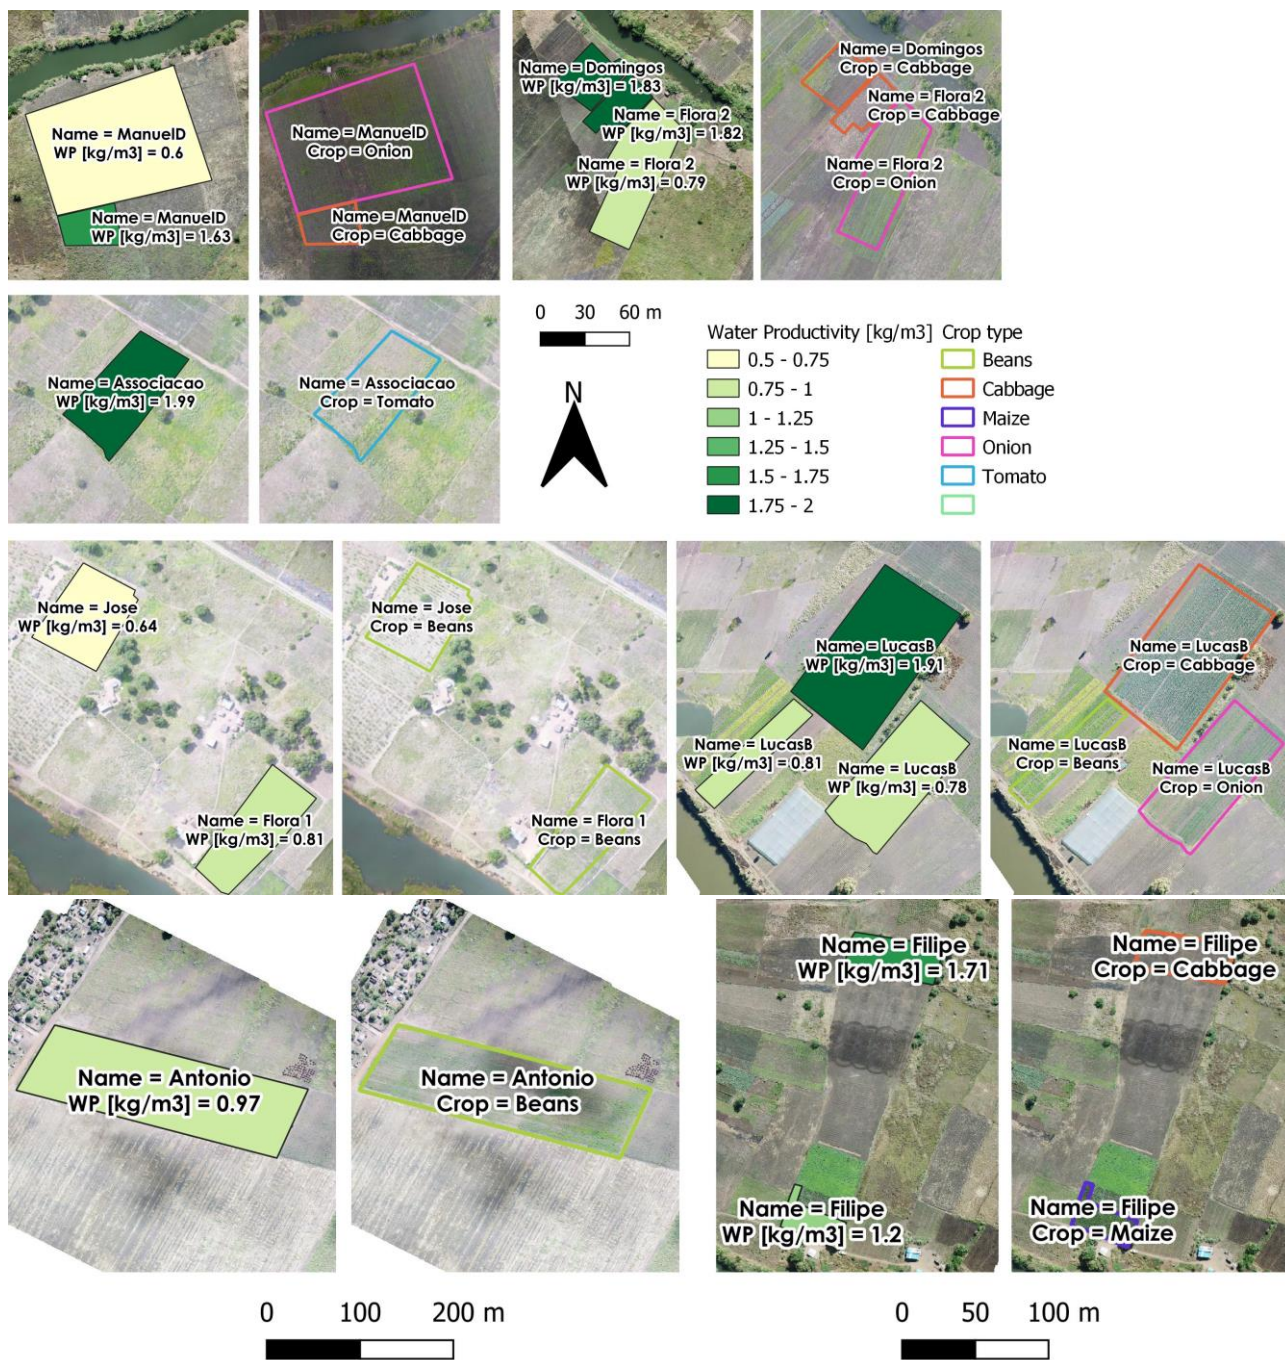 Name = ManuelD
WP [kg/m3] = 0.6
Name = ManuelD
WP [kg/m3] = 1.63
Name = ManuelD
Crop = Onion
Name = ManuelD
Crop = Cabbage
Name = Domingos
WP [kg/m3] = 1.83
Name = Flora 2
WP [kg/m3] = 1.82
Name = Flora 2
WP [kg/m3] = 0.79
Name = Domingos
Crop = Cabbage
Name = Flora 2
Crop = Cabbage
Name = Flora 2
Crop = Onion
Name = Associacao
WP [kg/m3] = 1.99
Name = Associacao
Crop = Tomato
0 30 60 m
N
Water Productivity [kg/m3]
0.5 - 0.75
0.75 - 1
1 - 1.25
1.25 - 1.5
1.5 - 1.75
1.75 - 2
Crop type
Beans
Cabbage
Maize
Onion
Tomato
Name = Jose
WP [kg/m3] = 0.64
Name = Flora 1
WP [kg/m3] = 0.81
Name = Jose
Crop = Beans
Name = Flora 1
Crop = Beans
Name = LucasB
WP [kg/m3] = 1.91
Name = LucasB
WP [kg/m3] = 0.81
Name = LucasB
WP [kg/m3] = 0.78
Name = LucasB
Crop = Cabbage
Name = LucasB
Crop = Beans
Name = LucasB
Crop = Onion
Name = Antonio
WP [kg/m3] = 0.97
Name = Antonio
Crop = Beans
Name = Filipe
WP [kg/m3] = 1.71
Name = Filipe
WP [kg/m3] = 1.2
Name = Filipe
Crop = Cabbage
Name = Filipe
Crop = Maize
0 100 200 m
0 50 100 m